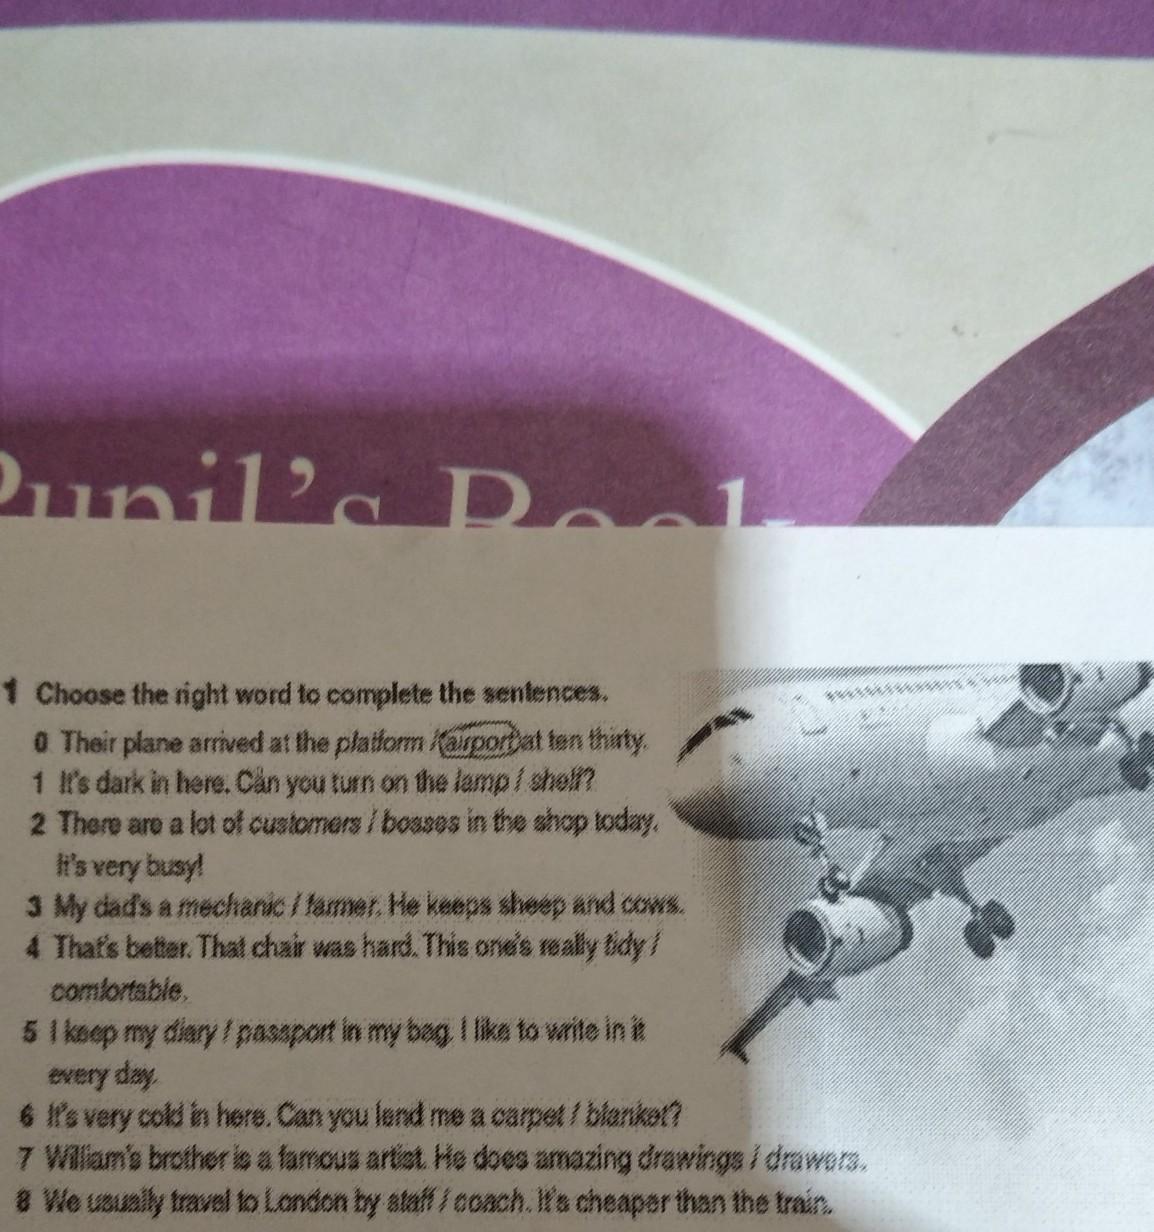 Pupil's Book
1 Choose the right word to complete the sentences.
0 Their plane arrived at the platform / airport at ten thirty.
1 It's dark in here. Can you turn on the lamp / shelf?
2 There are a lot of customers / bosses in the shop today.
It's very busy!
3 My dad's a mechanic / farmer. He keeps sheep and cows.
4 That's better. That chair was hard. This one's really tidy /
comfortable.
5 I keep my diary / passport in my bag. I like to write in it
every day.
6 It's very cold in here. Can you lend me a carpet / blanket?
7 William's brother is a famous artist. He does amazing drawings / drawers.
8 We usually travel to London by staff / coach. It's cheaper than the train.